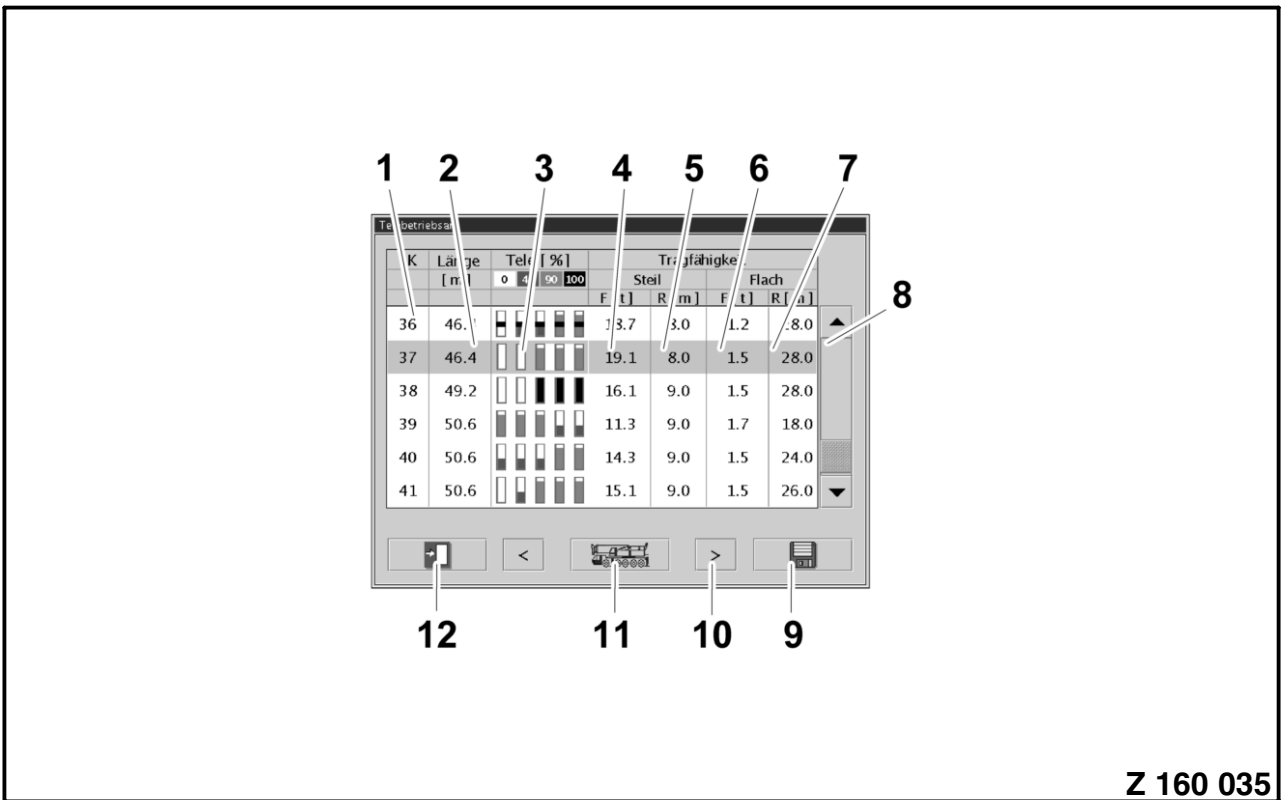 1 2 3 4 5 6 7
K Länge Tele [ %] Tragfähigkeit
[ m] 0 90 100 Steil Flach
R [ m ] R [ m ]
8
36
37 46.4 19.1 8.0 1.5 28.0
38 49.2 16.1 9.0 1.5 28.0
39 50.6 11.3 9.0 1.7 18.0
40 50.6 14.3 9.0 1.5 24.0
41 50.6 15.1 9.0 1.5 26.0
< >
12 11 10 9
Z 160 035